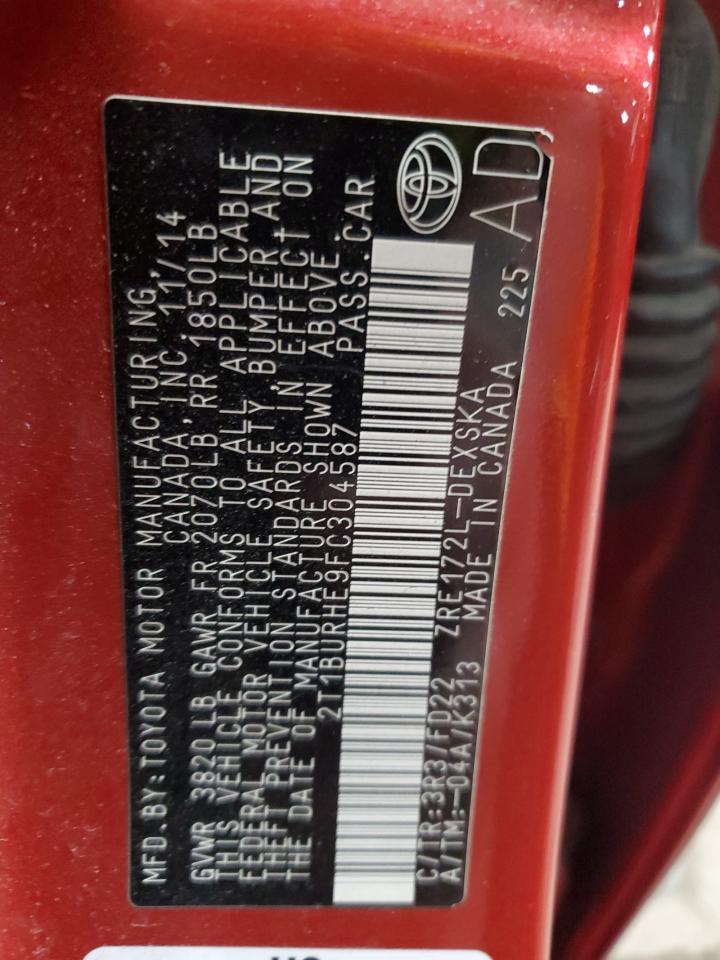 MFD.BY:TOYOTA MOTOR MANUFACTURING,
CANADA, INC 11/14
GVWR 3820 LB GAWR FR 2070LB RR 1850LB
THIS VEHICLE CONFORMS TO ALL APPLICABLE
FEDERAL MOTOR VEHICLE SAFETY, BUMPER, AND
THEFT PREVENTION STANDARDS IN EFFECT ON
THE DATE OF MANUFACTURE SHOWN ABOVE.
2T1BURHE9FC304587 PASS.CAR
C/TR:3R3/FD22 ZRE172L-DEXSKA
A/TM:-04A/K313 MADE IN CANADA 225
AD